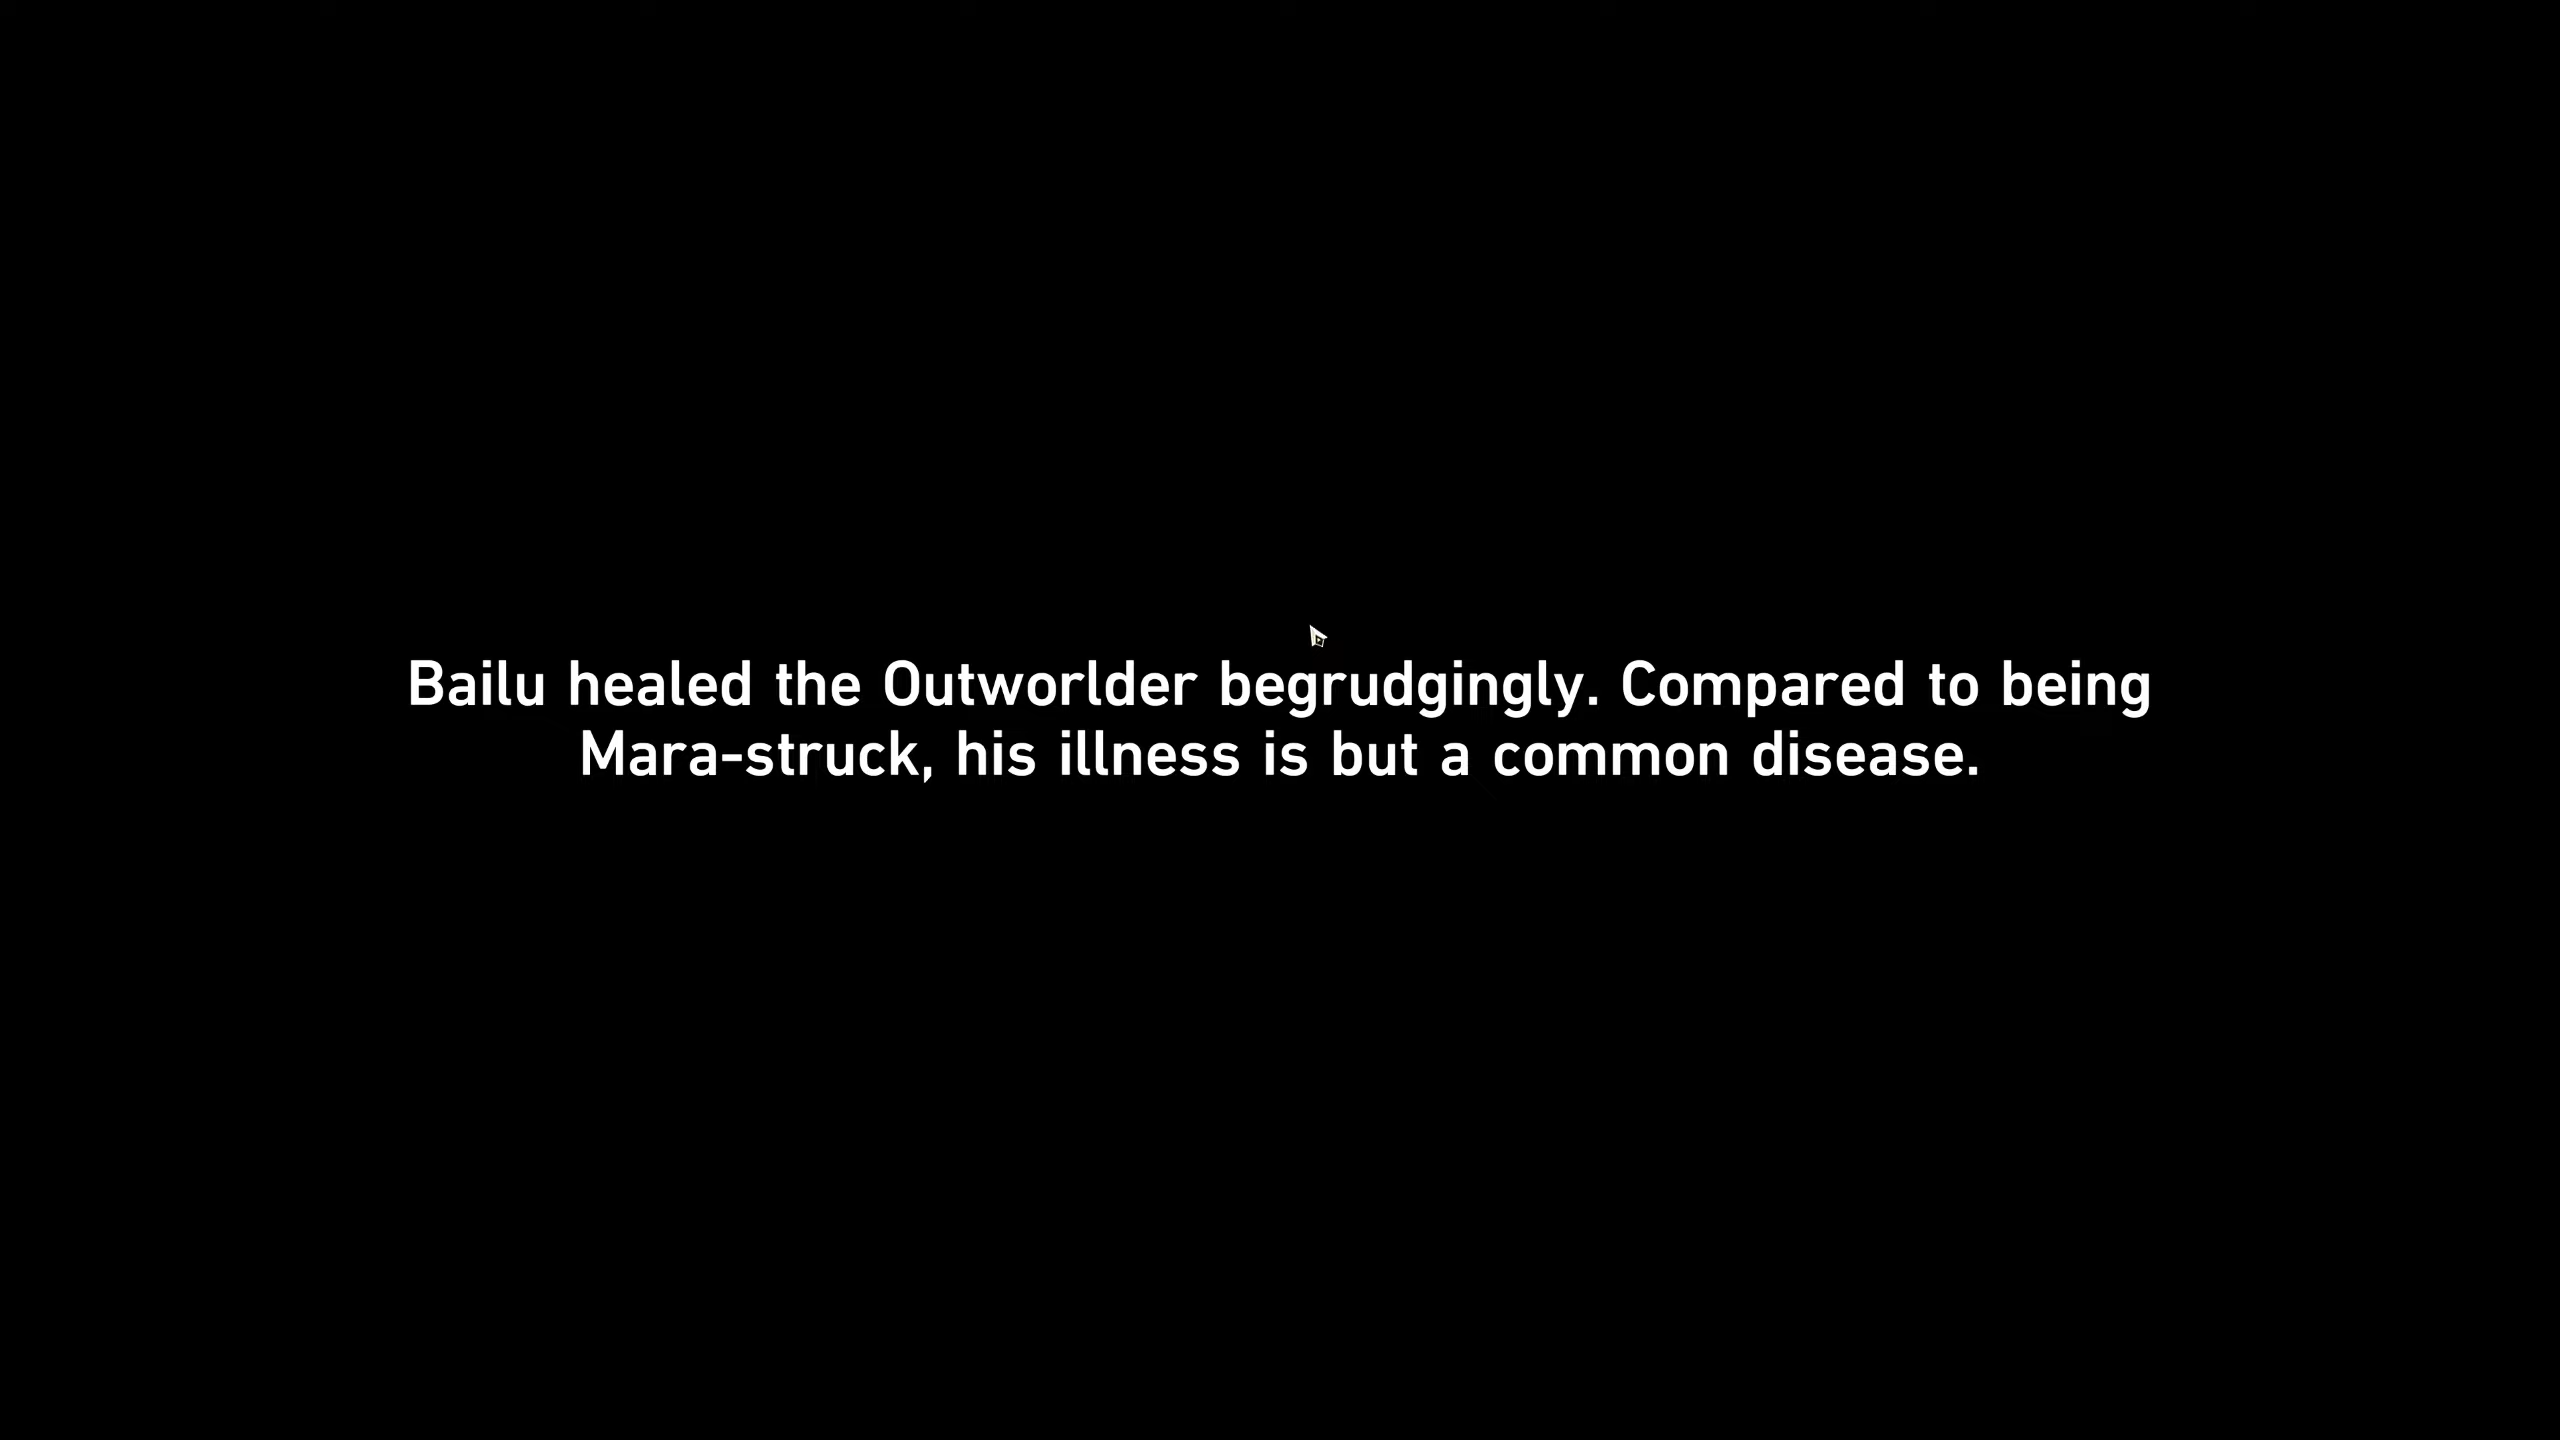 Bailu healed the Outworlder begrudgingly. Compared to being
Mara-struck, his illness is but a common disease.